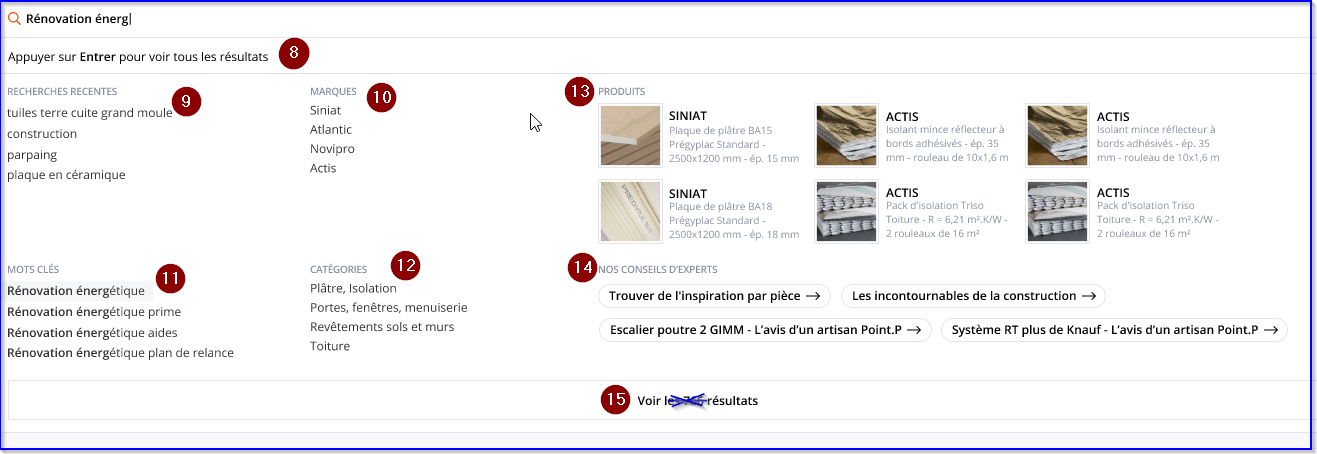 Rénovation énerg
Appuyer sur Entrer pour voir tous les résultats
8
RECHERCHES RECENTES
9
tuiles terre cuite grand moule
construction
parpaing
plaque en céramique
MARQUES
10
Siniat
Atlantic
Novipro
Actis
13
PRODUITS
SINIAT
Plaque de plâtre BA15
Prégyplac Standard -
2500x1200 mm - ép. 15 mm
ACTIS
Isolant mince réflecteur à
bords adhésivés - ép. 35
mm - rouleau de 10x1,6 m
ACTIS
Isolant mince réflecteur à
bords adhésivés - ép. 35
mm - rouleau de 10x1,6 m
SINIAT
Plaque de plâtre BA18
Prégyplac Standard -
2500x1200 mm - ép. 18 mm
ACTIS
Pack d'isolation Triso
Toiture - R = 6,21 m².K/W -
2 rouleaux de 16 m²
ACTIS
Pack d'isolation Triso
Toiture - R = 6,21 m².K/W -
2 rouleaux de 16 m²
MOTS CLÉS
11
Rénovation énergétique
Rénovation énergétique prime
Rénovation énergétique aides
Rénovation énergétique plan de relance
CATÉGORIES
12
Plâtre, Isolation
Portes, fenêtres, menuiserie
Revêtements sols et murs
Toiture
14
NOS CONSEILS D'EXPERTS
Trouver de l'inspiration par pièce →
Les incontournables de la construction →
Escalier poutre 2 GIMM - L'avis d'un artisan Point.P →
Système RT plus de Knauf - L'avis d'un artisan Point.P →
15
Voir les résultats